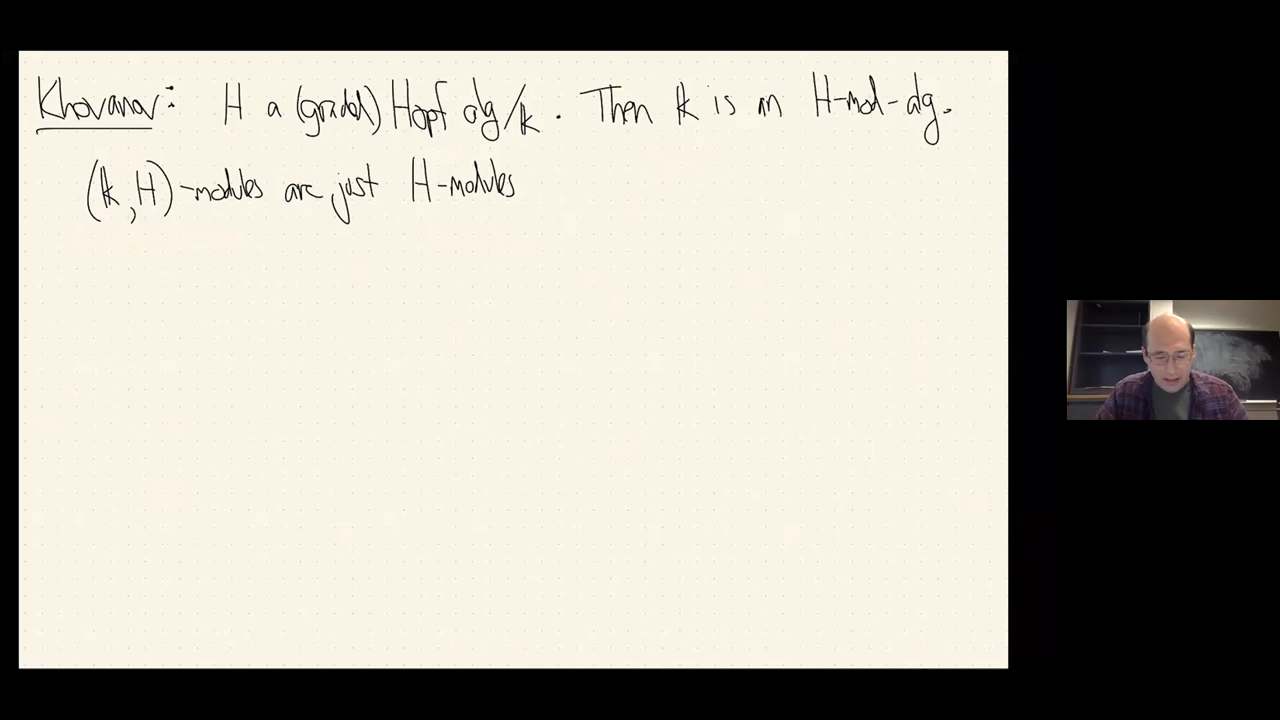 Khovanov: H a (graded) Hopf alg/𝕜. Then 𝕜 is an H-mod-alg.
(𝕜, H)-modules are just H-modules